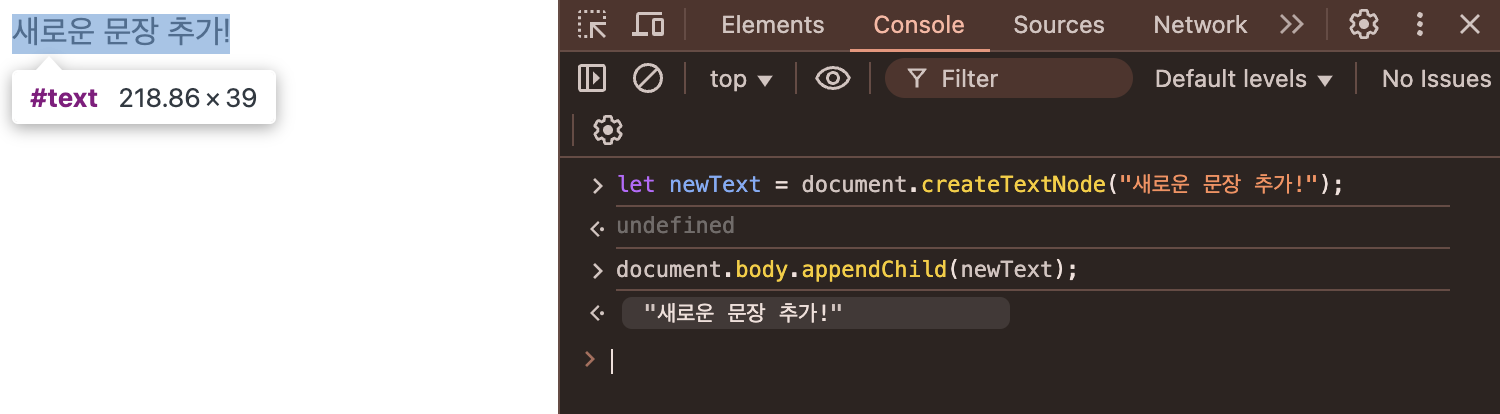 새로운 문장 추가!
#text 218.86 × 39
Elements Console Sources Network
top Filter Default levels No Issues
let newText = document.createTextNode("새로운 문장 추가!");
undefined
document.body.appendChild(newText);
"새로운 문장 추가!"